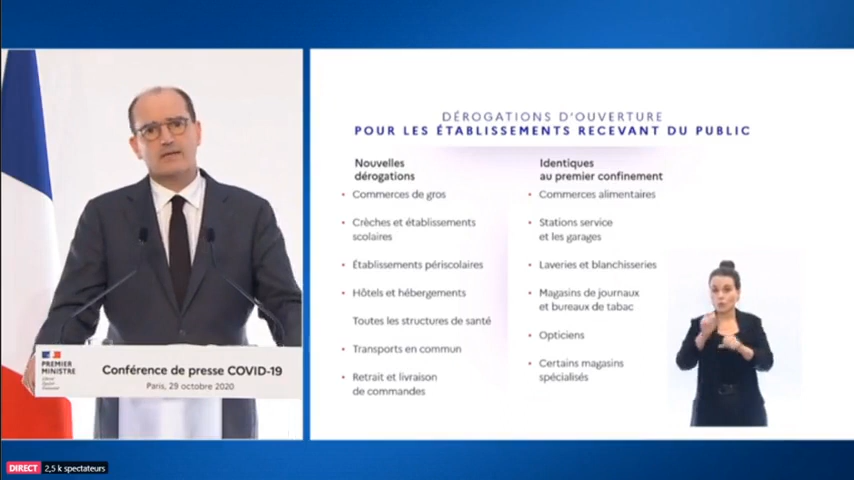 DÉROGATIONS D'OUVERTURE
POUR LES ÉTABLISSEMENTS RECEVANT DU PUBLIC
Nouvelles
dérogations
Commerces de gros
Crèches et établissements
scolaires
Établissements périscolaires
Hôtels et hébergements
Toutes les structures de santé
Transports en commun
Retrait et livraison
de commandes
Identiques
au premier confinement
Commerces alimentaires
Stations service
et les garages
Laveries et blanchisseries
Magasins de journaux
et bureaux de tabac
Opticiens
Certains magasins
spécialisés
PREMIER
MINISTRE
Conférence de presse COVID-19
Paris, 29 octobre 2020
DIRECT 2,5 k spectateurs